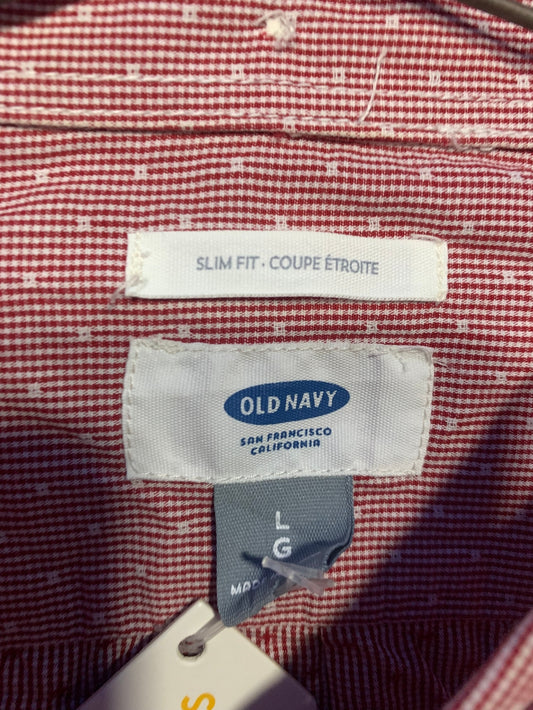 SLIM FIT · COUPE ÉTROITE
OLD NAVY
SAN FRANCISCO
CALIFORNIA
L
G
S